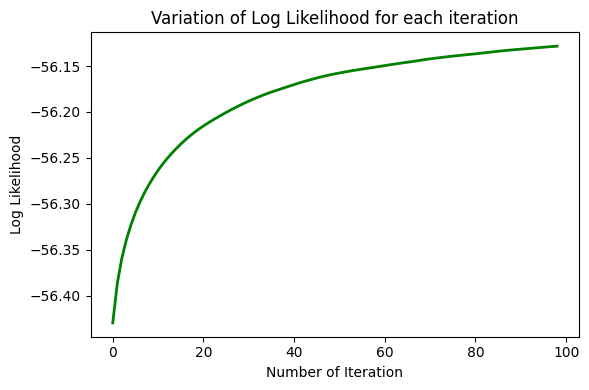 Variation of Log Likelihood for each iteration
Log Likelihood
−56.15
−56.20
−56.25
−56.30
−56.35
−56.40
0 20 40 60 80 100
Number of Iteration